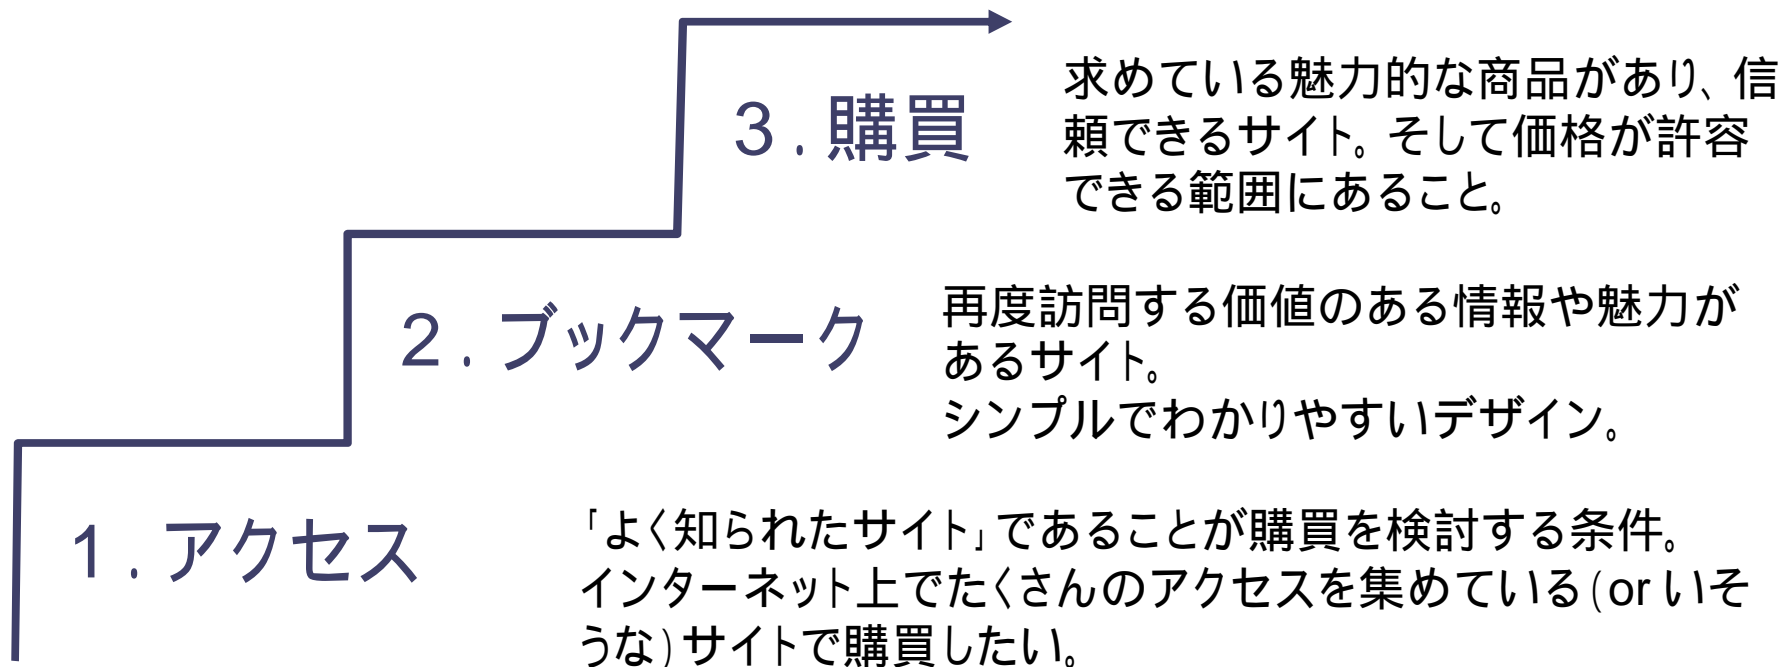 3.購買
求めている魅力的な商品があり、信
頼できるサイト。そして価格が許容
できる範囲にあること。
2.ブックマーク
再度訪問する価値のある情報や魅力が
あるサイト。
シンプルでわかりやすいデザイン。
1.アクセス
「よく知られたサイト」であることが購買を検討する条件。
インターネット上でたくさんのアクセスを集めている(or いそ
うな)サイトで購買したい。